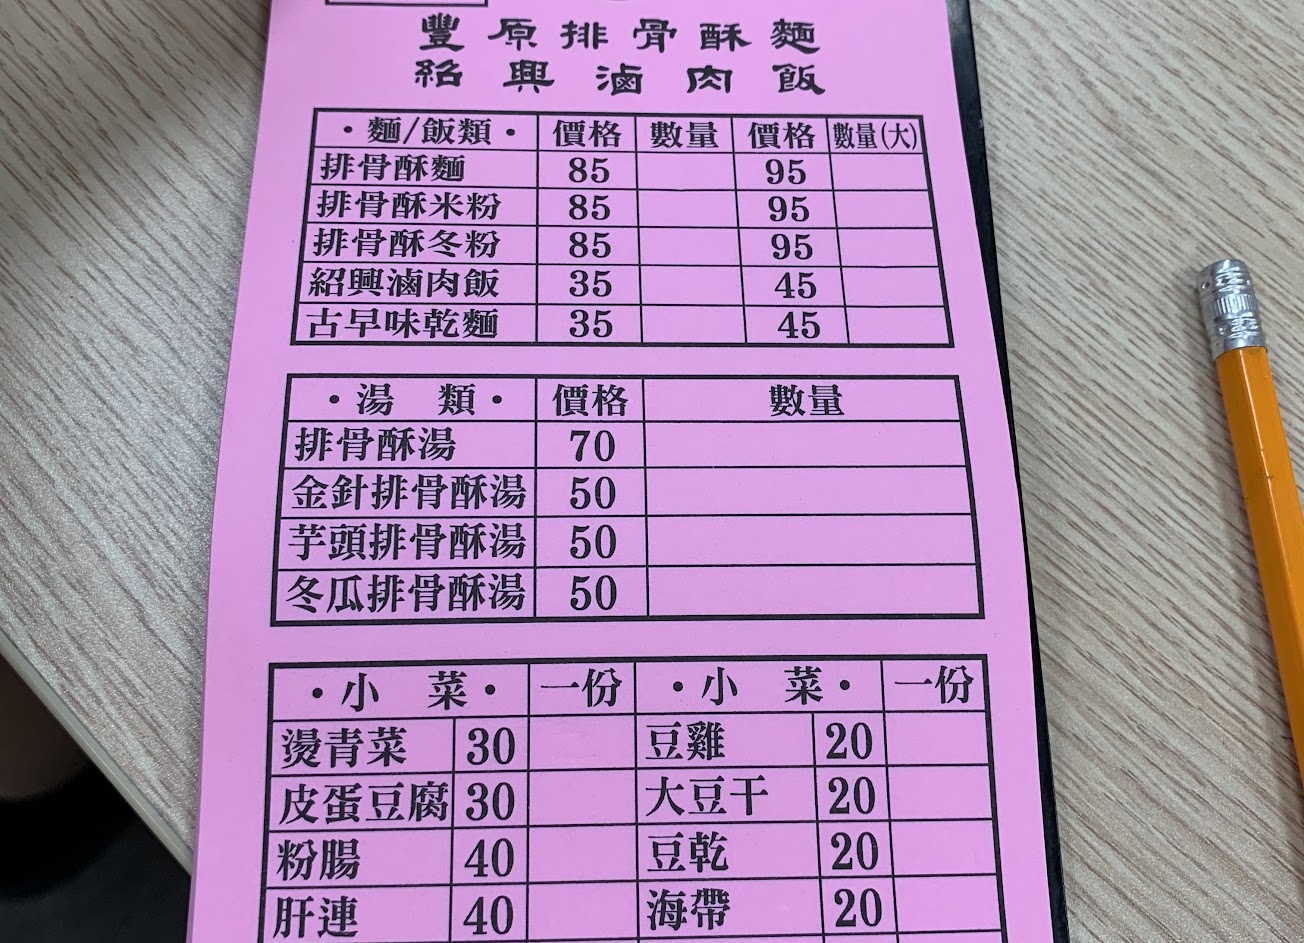 豐原排骨酥麵
紹興滷肉飯
・麵/飯類・ 價格 數量 價格 數量(大)
排骨酥麵 85 95
排骨酥米粉 85 95
排骨酥冬粉 85 95
紹興滷肉飯 35 45
古早味乾麵 35 45
・湯 類・ 價格 數量
排骨酥湯 70
金針排骨酥湯 50
芋頭排骨酥湯 50
冬瓜排骨酥湯 50
・小 菜・ 一份 ・小 菜・ 一份
燙青菜 30 豆雞 20
皮蛋豆腐 30 大豆干 20
粉腸 40 豆乾 20
肝連 40 海帶 20